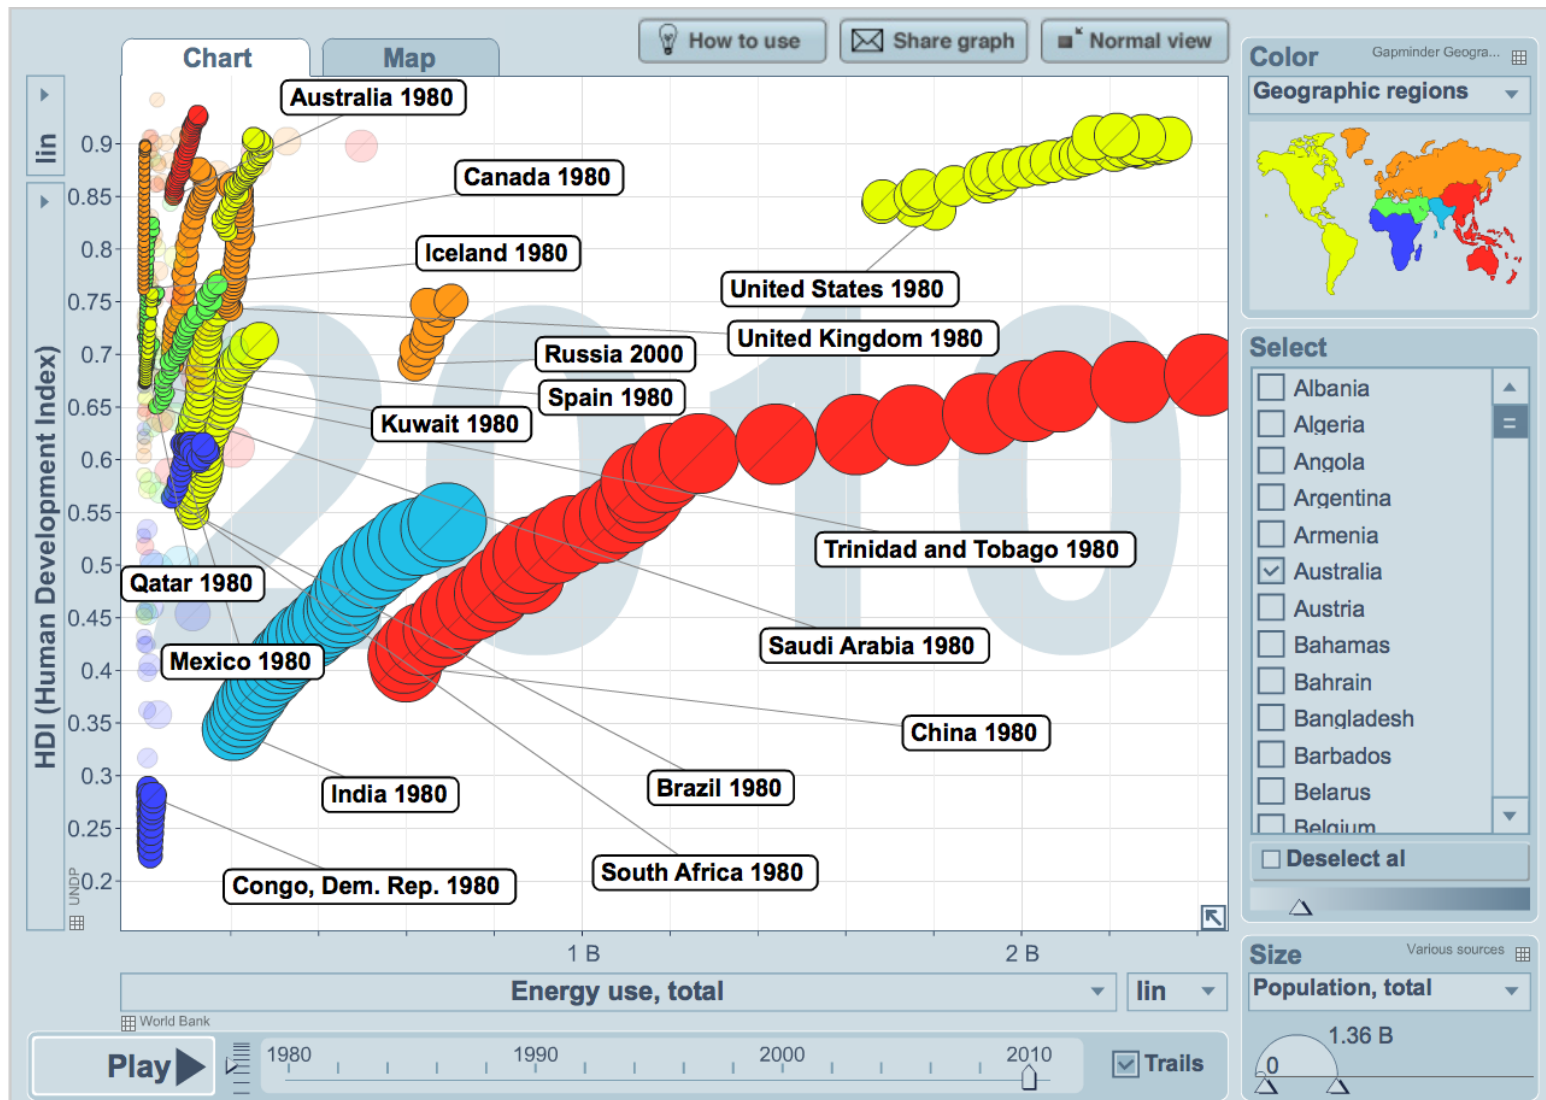 How to use
Share graph
Normal view
Chart
Map
Color
Gapminder Geogra...
Geographic regions
lin
HDI (Human Development Index)
UNDP
0.9
0.85
0.8
0.75
0.7
0.65
0.6
0.55
0.5
0.45
0.4
0.35
0.3
0.25
0.2
2010
Australia 1980
Canada 1980
Iceland 1980
United States 1980
United Kingdom 1980
Russia 2000
Spain 1980
Kuwait 1980
Trinidad and Tobago 1980
Qatar 1980
Saudi Arabia 1980
Mexico 1980
China 1980
Brazil 1980
India 1980
South Africa 1980
Congo, Dem. Rep. 1980
1 B
2 B
Energy use, total
lin
World Bank
Select
Albania
Algeria
Angola
Argentina
Armenia
Australia
Austria
Bahamas
Bahrain
Bangladesh
Barbados
Belarus
Belgium
Deselect al
Size
Various sources
Population, total
1.36 B
0
Play
1980
1990
2000
2010
Trails